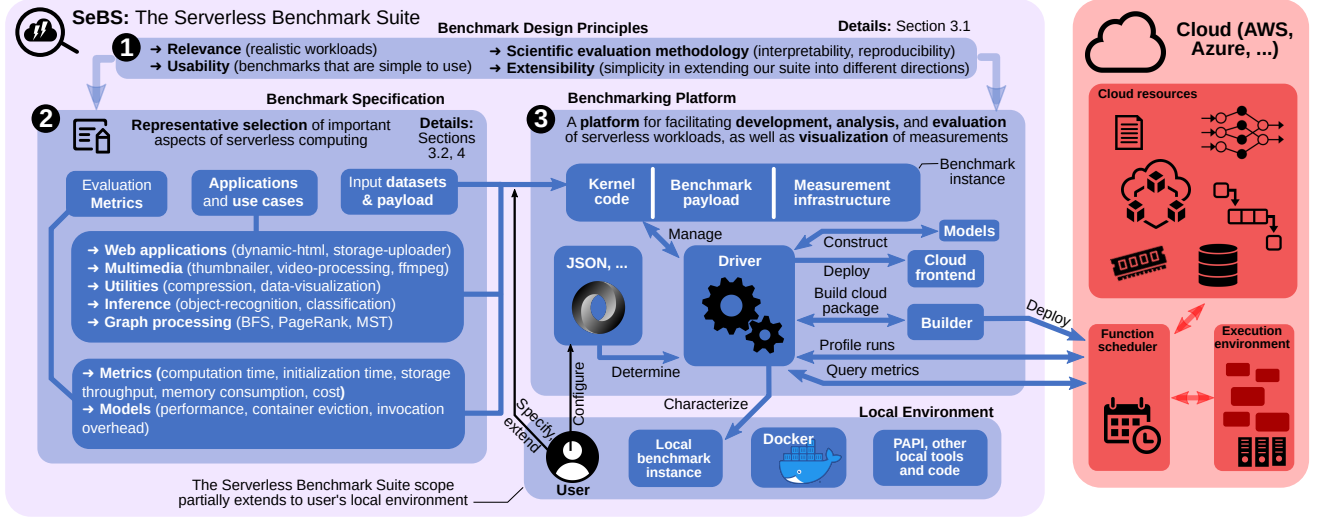 SeBS: The Serverless Benchmark Suite
Benchmark Design Principles
Details: Section 3.1
1
➜ Relevance (realistic workloads)
➜ Usability (benchmarks that are simple to use)
➜ Scientific evaluation methodology (interpretability, reproducibility)
➜ Extensibility (simplicity in extending our suite into different directions)
Benchmark Specification
2
Representative selection of important
aspects of serverless computing
Details:
Sections
3.2, 4
Evaluation
Metrics
Applications
and use cases
Input datasets
& payload
➜ Web applications (dynamic-html, storage-uploader)
➜ Multimedia (thumbnailer, video-processing, ffmpeg)
➜ Utilities (compression, data-visualization)
➜ Inference (object-recognition, classification)
➜ Graph processing (BFS, PageRank, MST)
➜ Metrics (computation time, initialization time, storage
throughput, memory consumption, cost)
➜ Models (performance, container eviction, invocation
overhead)
Benchmarking Platform
3
A platform for facilitating development, analysis, and evaluation
of serverless workloads, as well as visualization of measurements
Kernel
code
Benchmark
payload
Measurement
infrastructure
Benchmark
instance
Manage
Construct
Models
JSON, ...
Driver
Deploy
Cloud
frontend
Build cloud
package
Builder
Deploy
Profile runs
Query metrics
Determine
Characterize
Configure
Specify,
extend
User
Local Environment
Local
benchmark
instance
Docker
PAPI, other
local tools
and code
The Serverless Benchmark Suite scope
partially extends to user's local environment
Cloud (AWS,
Azure, ...)
Cloud resources
Function
scheduler
Execution
environment